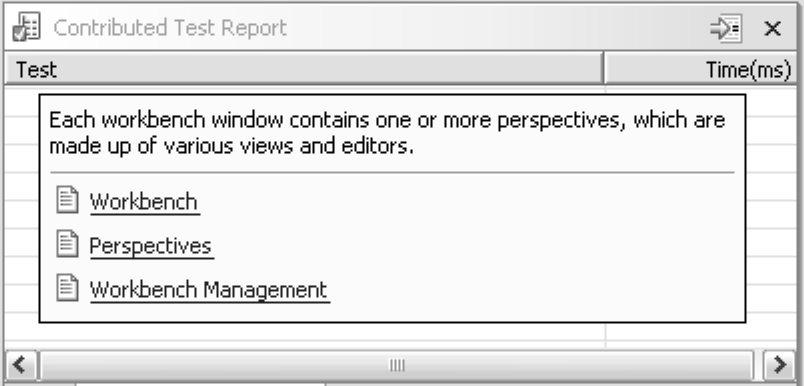 Contributed Test Report
Test Time(ms)
Each workbench window contains one or more perspectives, which are
made up of various views and editors.
Workbench
Perspectives
Workbench Management